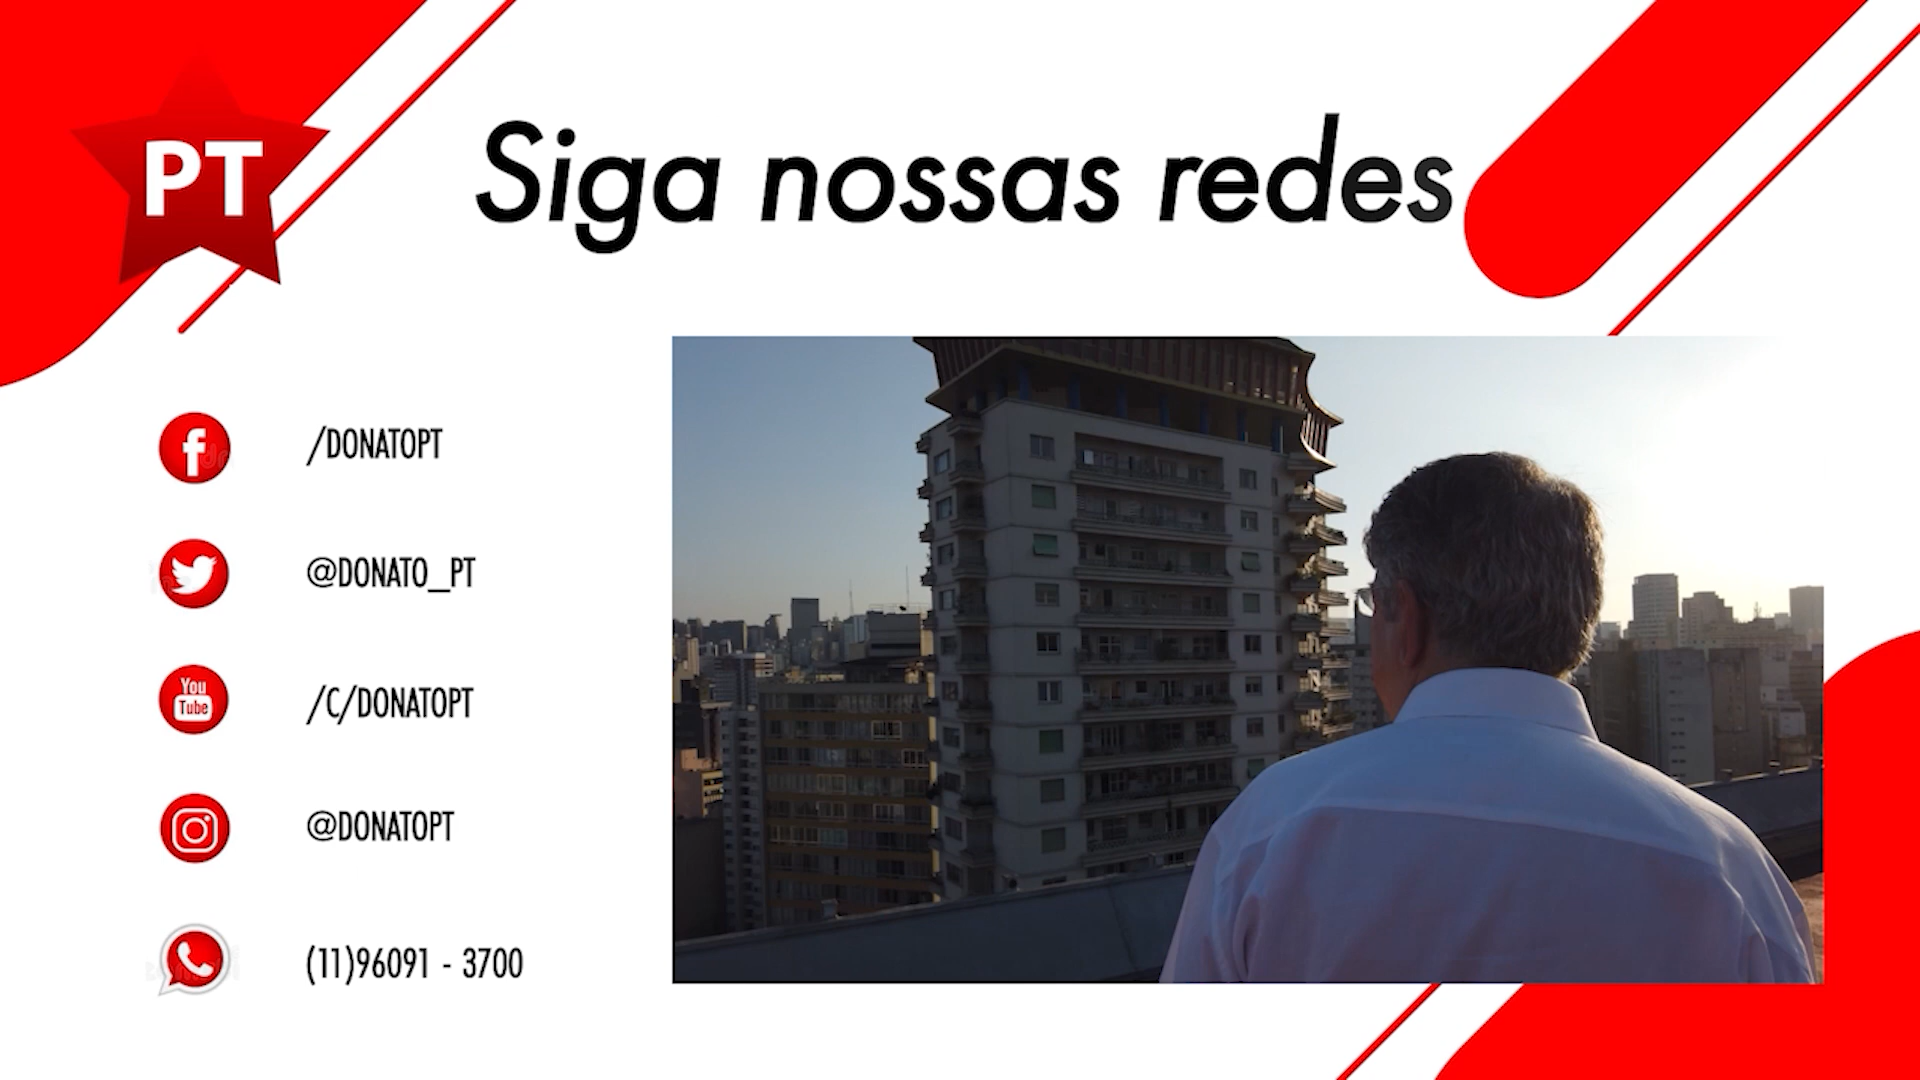 PT
Siga nossas redes
/DONATOPT
@DONATO_PT
You
Tube
/C/DONATOPT
@DONATOPT
(11)96091 - 3700